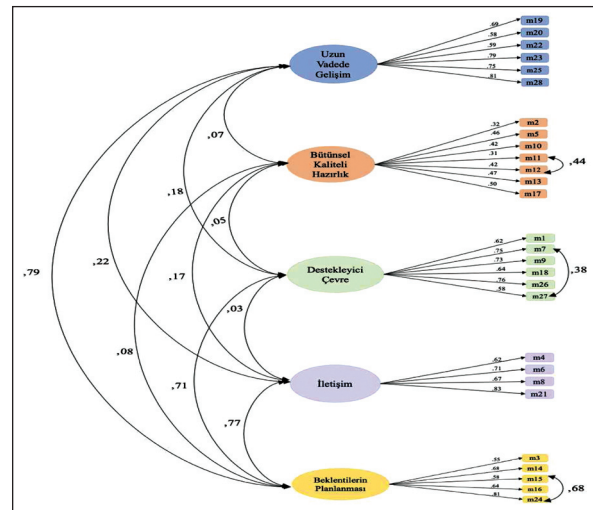 .69
m19
.58
m20
.59
m22
.79
m23
.75
m25
.81
m28
Uzun
Vadede
Gelişim
,07
.32
m2
.46
m5
.42
m10
.31
m11
.42
m12
.47
m13
.50
m17
,44
Bütünsel
Kaliteli
Hazırlık
,18
,05
.62
m1
.75
m7
.73
m9
.64
m18
.76
m26
.58
m27
,38
Destekleyici
Çevre
,79
,22
,17
,03
,08
.62
m4
.71
m6
.67
m8
.83
m21
İletişim
,71
,77
.55
m3
.68
m14
.58
m15
.64
m16
.81
m24
,68
Beklentilerin
Planlanması